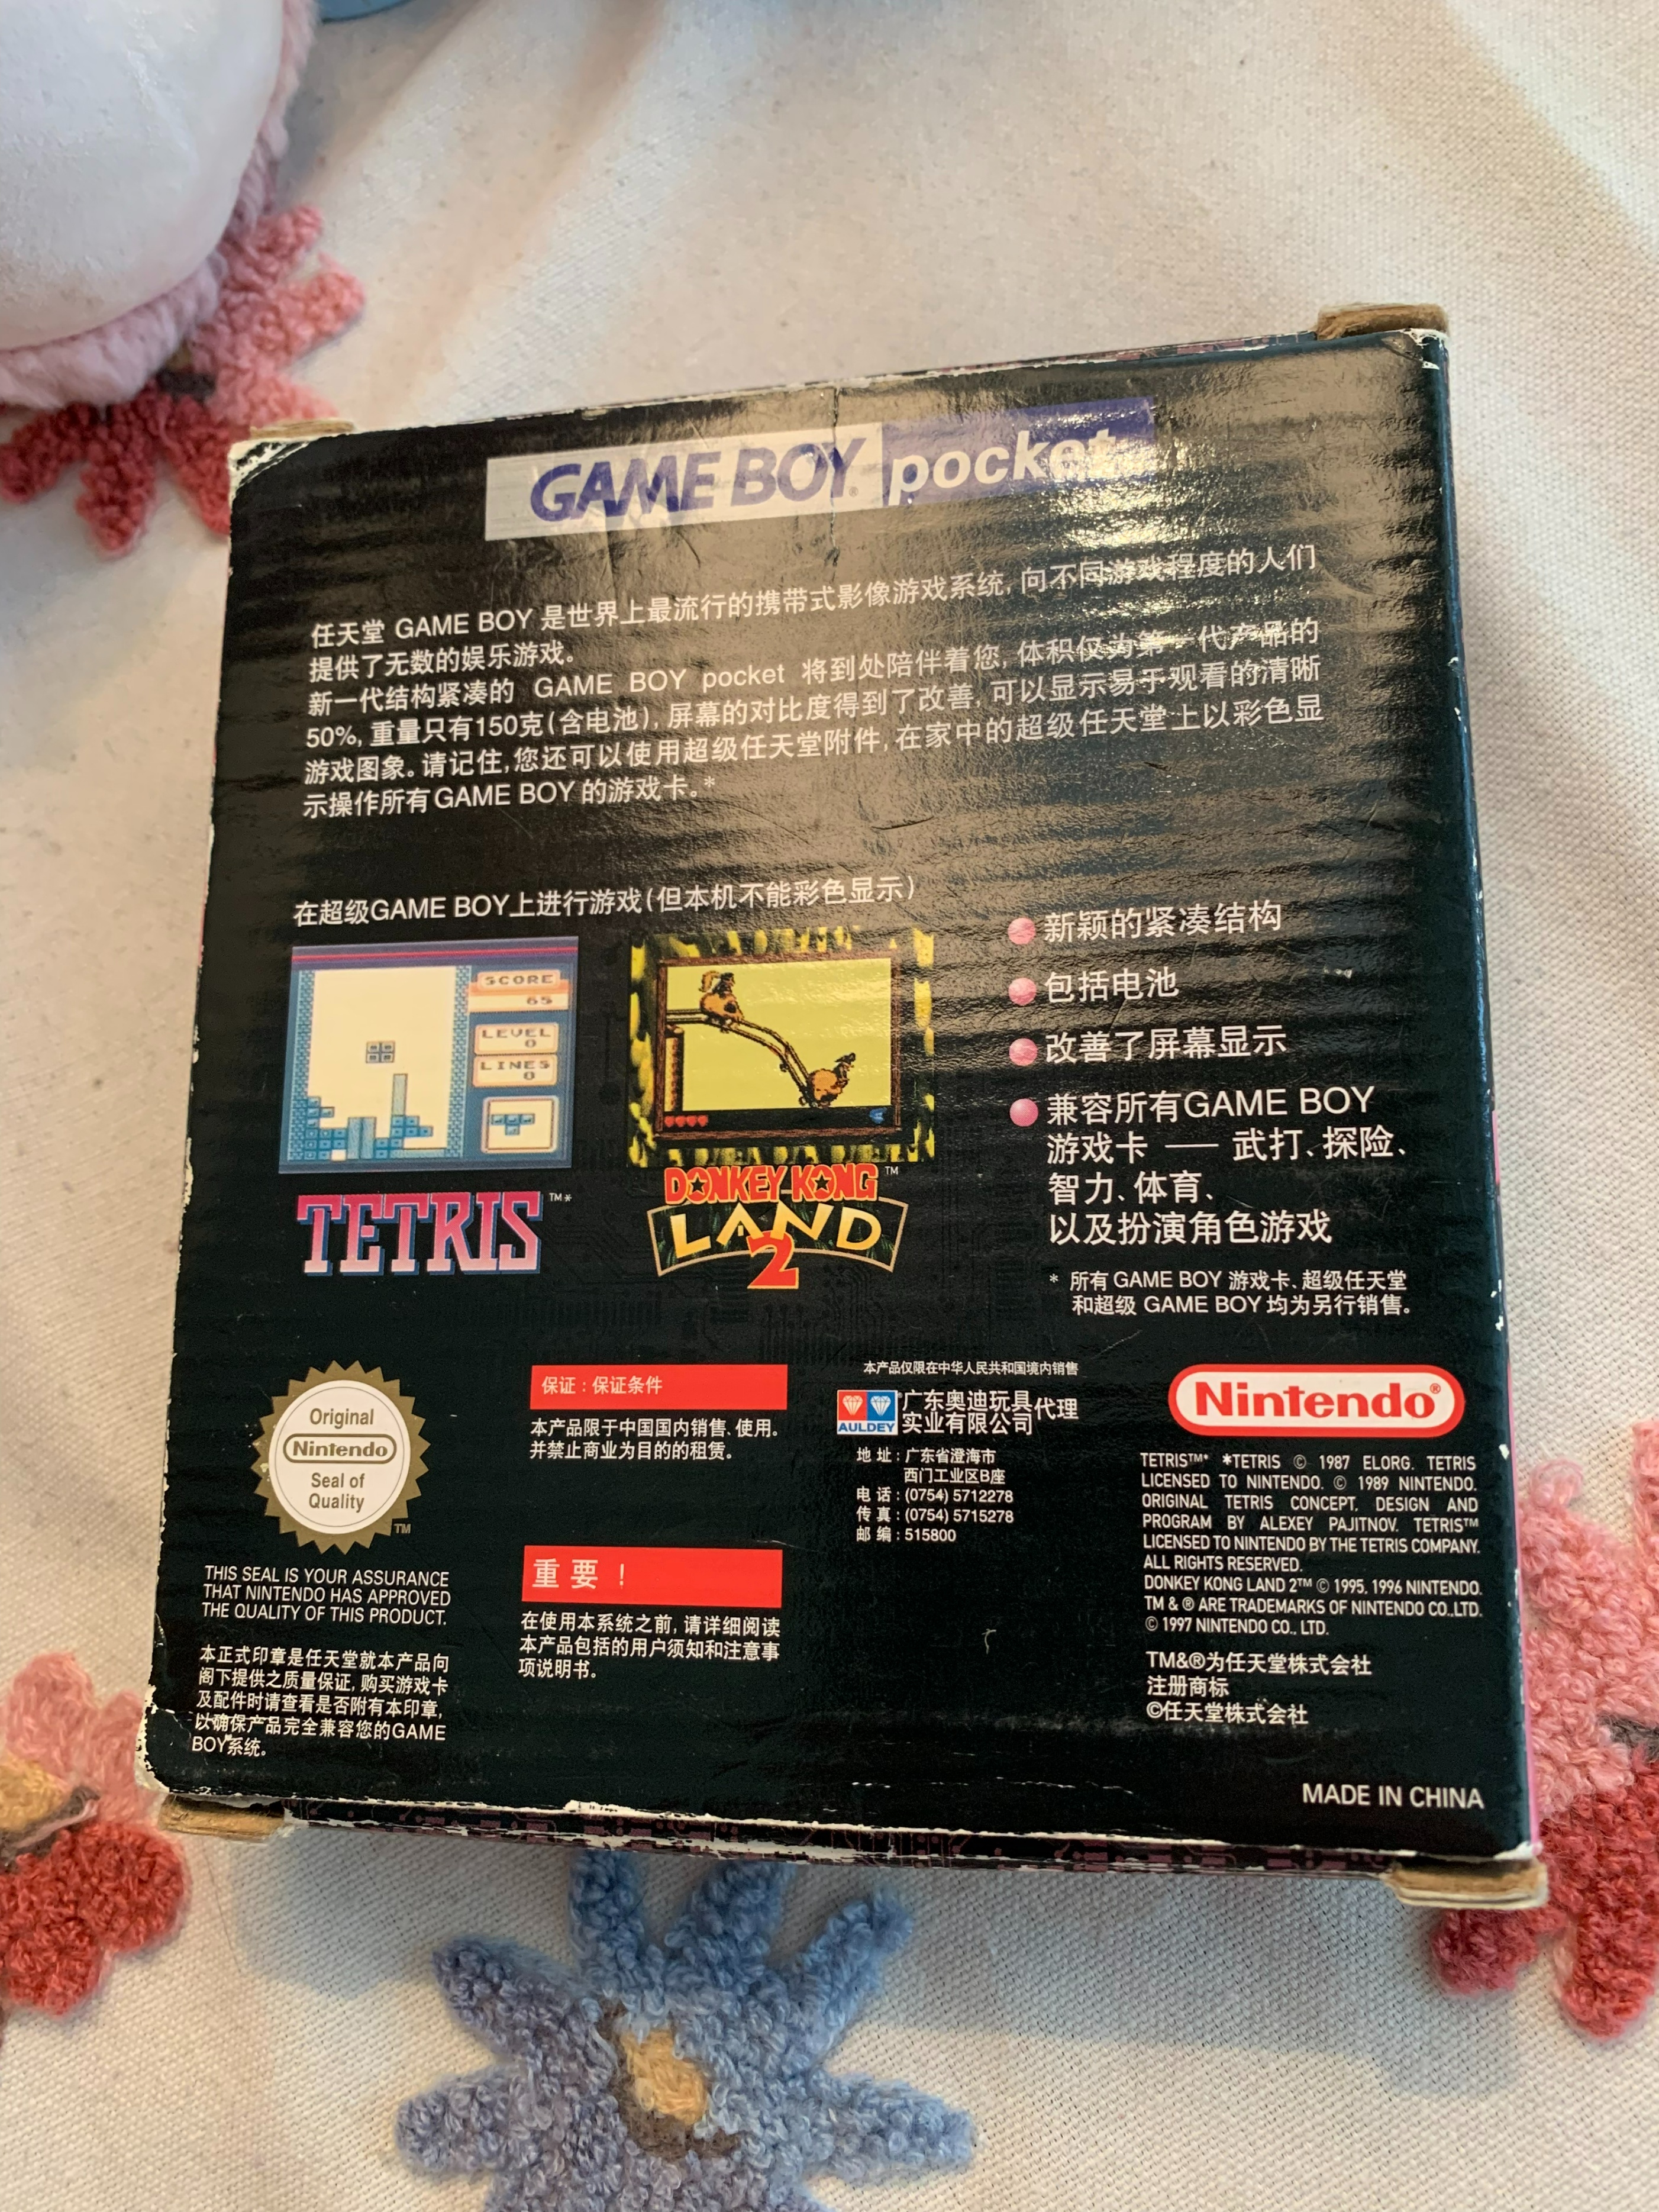 GAME BOY® pocket
任天堂 GAME BOY 是世界上最流行的携带式影像游戏系统, 向不同游戏程度的人们
提供了无数的娱乐游戏。
新一代结构紧凑的 GAME BOY pocket 将到处陪伴着您, 体积仅为第一代产品的
50%, 重量只有150克(含电池), 屏幕的对比度得到了改善, 可以显示易于观看的清晰
游戏图象。请记住, 您还可以使用超级任天堂附件, 在家中的超级任天堂上以彩色显
示操作所有GAME BOY 的游戏卡。*
在超级GAME BOY上进行游戏(但本机不能彩色显示)
SCORE
65
LEVEL
0
LINES
0
TETRIS™*
DONKEY KONG™
LAND
2
新颖的紧凑结构
包括电池
改善了屏幕显示
兼容所有GAME BOY
游戏卡 —— 武打、探险、
智力、体育、
以及扮演角色游戏
* 所有GAME BOY 游戏卡、超级任天堂
和超级 GAME BOY 均为另行销售。
Original
Nintendo
Seal of
Quality
TM
THIS SEAL IS YOUR ASSURANCE
THAT NINTENDO HAS APPROVED
THE QUALITY OF THIS PRODUCT.
本正式印章是任天堂就本产品向
阁下提供之质量保证, 购买游戏卡
及配件时请查看是否附有本印章,
以确保产品完全兼容您的GAME
BOY系统。
保证 : 保证条件
本产品限于中国国内销售、使用。
并禁止商业为目的的租赁。
重 要 !
在使用本系统之前, 请详细阅读
本产品包括的用户须知和注意事
项说明书。
本产品仅限在中华人民共和国境内销售
AULDEY
广东奥迪玩具
实业有限公司
代理
地 址 : 广东省澄海市
西门工业区B座
电 话 : (0754) 5712278
传 真 : (0754) 5715278
邮 编 : 515800
Nintendo®
TETRIS™* *TETRIS © 1987 ELORG. TETRIS
LICENSED TO NINTENDO. © 1989 NINTENDO.
ORIGINAL TETRIS CONCEPT, DESIGN AND
PROGRAM BY ALEXEY PAJITNOV. TETRIS™
LICENSED TO NINTENDO BY THE TETRIS COMPANY.
ALL RIGHTS RESERVED.
DONKEY KONG LAND 2™ © 1995, 1996 NINTENDO.
TM & ® ARE TRADEMARKS OF NINTENDO CO.,LTD.
© 1997 NINTENDO CO., LTD.
TM&®为任天堂株式会社
注册商标
©任天堂株式会社
MADE IN CHINA